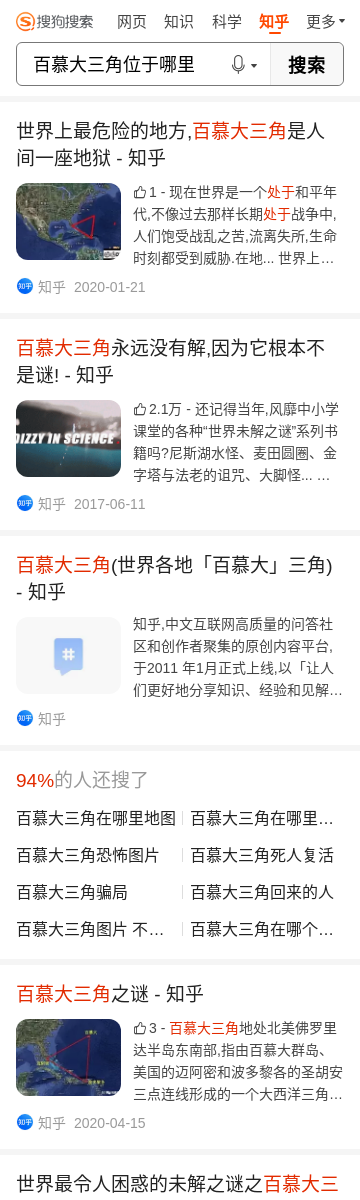 搜狗搜索 网页 知识 科学 知乎 更多
百慕大三角位于哪里 搜索
世界上最危险的地方,百慕大三角是人
间一座地狱 - 知乎
1 - 现在世界是一个处于和平年
代,不像过去那样长期处于战争中,
人们饱受战乱之苦,流离失所,生命
时刻都受到威胁.在地... 世界上…
知乎 知乎 2020-01-21
百慕大三角永远没有解,因为它根本不
是谜! - 知乎
DIZZY IN SCIENCE
2.1万 - 还记得当年,风靡中小学
课堂的各种“世界未解之谜”系列书
籍吗?尼斯湖水怪、麦田圆圈、金
字塔与法老的诅咒、大脚怪... …
知乎 知乎 2017-06-11
百慕大三角(世界各地「百慕大」三角)
- 知乎
知乎,中文互联网高质量的问答社
区和创作者聚集的原创内容平台,
于2011 年1月正式上线,以「让人
们更好地分享知识、经验和见解…
知乎 知乎
94%的人还搜了
百慕大三角在哪里地图 百慕大三角在哪里…
百慕大三角恐怖图片 百慕大三角死人复活
百慕大三角骗局 百慕大三角回来的人
百慕大三角图片 不… 百慕大三角在哪个…
百慕大三角之谜 - 知乎
3 - 百慕大三角地处北美佛罗里
达半岛东南部,指由百慕大群岛、
美国的迈阿密和波多黎各的圣胡安
三点连线形成的一个大西洋三角…
知乎 知乎 2020-04-15
世界最令人困惑的未解之谜之百慕大三